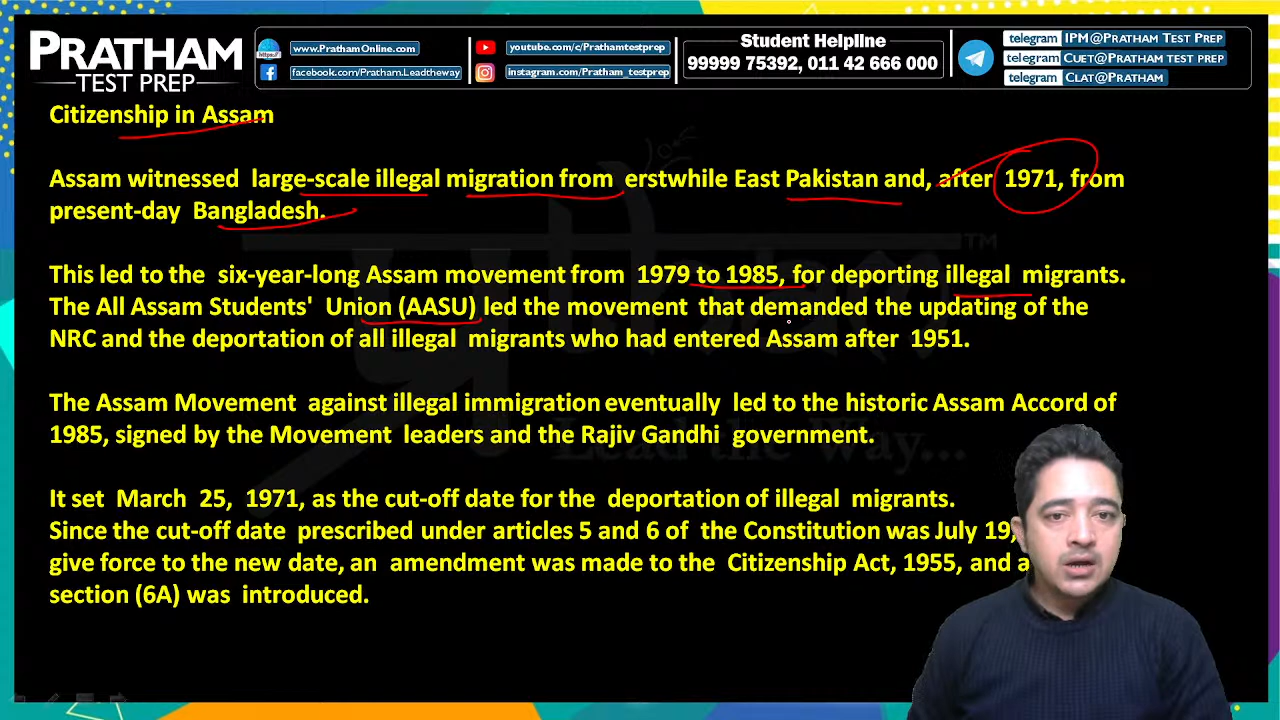 PRATHAM
TEST PREP
https://
www.PrathamOnline.com
facebook.com/Pratham.Leadtheway
youtube.com/c/Prathamtestprep
instagram.com/Pratham_testprep
Student Helpline
99999 75392, 011 42 666 000
telegram IPM@PRATHAM TEST PREP
telegram CUET@PRATHAM TEST PREP
telegram CLAT@PRATHAM
Citizenship in Assam
Assam witnessed large-scale illegal migration from erstwhile East Pakistan and, after 1971, from
present-day Bangladesh.
This led to the six-year-long Assam movement from 1979 to 1985, for deporting illegal migrants.
The All Assam Students' Union (AASU) led the movement that demanded the updating of the
NRC and the deportation of all illegal migrants who had entered Assam after 1951.
The Assam Movement against illegal immigration eventually led to the historic Assam Accord of
1985, signed by the Movement leaders and the Rajiv Gandhi government.
It set March 25, 1971, as the cut-off date for the deportation of illegal migrants.
Since the cut-off date prescribed under articles 5 and 6 of the Constitution was July 19,
give force to the new date, an amendment was made to the Citizenship Act, 1955, and a
section (6A) was introduced.
TM
Lead the Way...